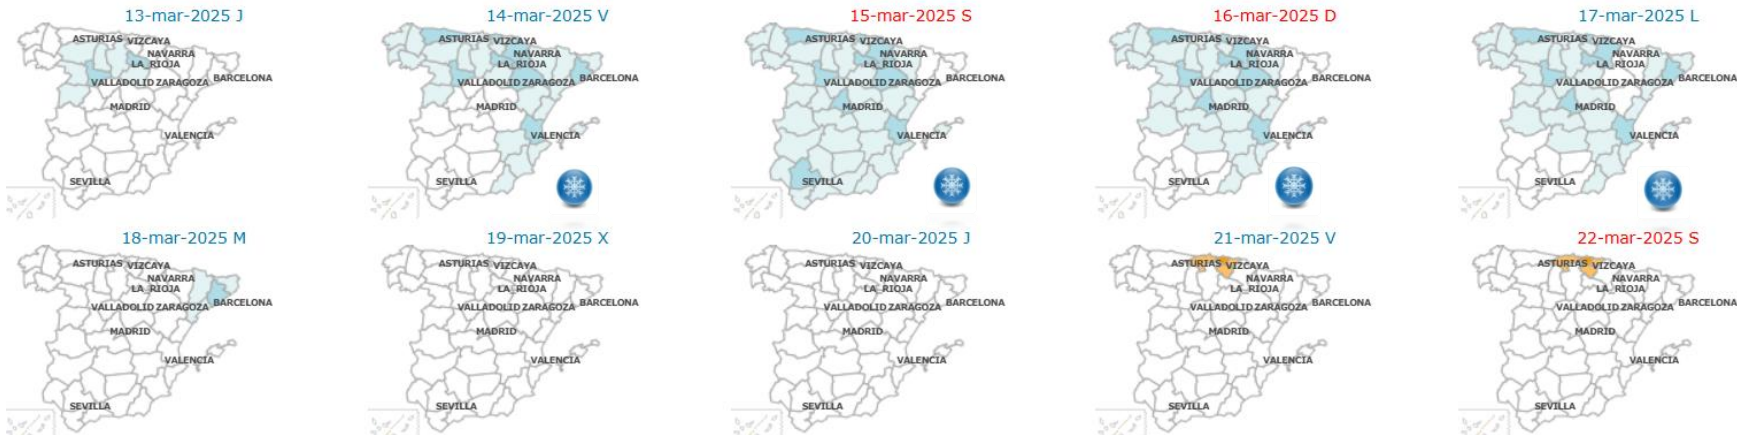 13-mar-2025 J
ASTURIAS VIZCAYA
NAVARRA
LA_RIOJA
VALLADOLID ZARAGOZA BARCELONA
MADRID
VALENCIA
SEVILLA
14-mar-2025 V
ASTURIAS VIZCAYA
NAVARRA
LA_RIOJA
VALLADOLID ZARAGOZA BARCELONA
MADRID
VALENCIA
SEVILLA
15-mar-2025 S
ASTURIAS VIZCAYA
NAVARRA
LA_RIOJA
VALLADOLID ZARAGOZA BARCELONA
MADRID
VALENCIA
SEVILLA
16-mar-2025 D
ASTURIAS VIZCAYA
NAVARRA
LA_RIOJA
VALLADOLID ZARAGOZA BARCELONA
MADRID
VALENCIA
SEVILLA
17-mar-2025 L
ASTURIAS VIZCAYA
NAVARRA
LA_RIOJA
VALLADOLID ZARAGOZA BARCELONA
MADRID
VALENCIA
SEVILLA
18-mar-2025 M
ASTURIAS VIZCAYA
NAVARRA
LA_RIOJA
VALLADOLID ZARAGOZA BARCELONA
MADRID
VALENCIA
SEVILLA
19-mar-2025 X
ASTURIAS VIZCAYA
NAVARRA
LA_RIOJA
VALLADOLID ZARAGOZA BARCELONA
MADRID
VALENCIA
SEVILLA
20-mar-2025 J
ASTURIAS VIZCAYA
NAVARRA
LA_RIOJA
VALLADOLID ZARAGOZA BARCELONA
MADRID
VALENCIA
SEVILLA
21-mar-2025 V
ASTURIAS VIZCAYA
NAVARRA
LA_RIOJA
VALLADOLID ZARAGOZA BARCELONA
MADRID
VALENCIA
SEVILLA
22-mar-2025 S
ASTURIAS VIZCAYA
NAVARRA
LA_RIOJA
VALLADOLID ZARAGOZA BARCELONA
MADRID
VALENCIA
SEVILLA